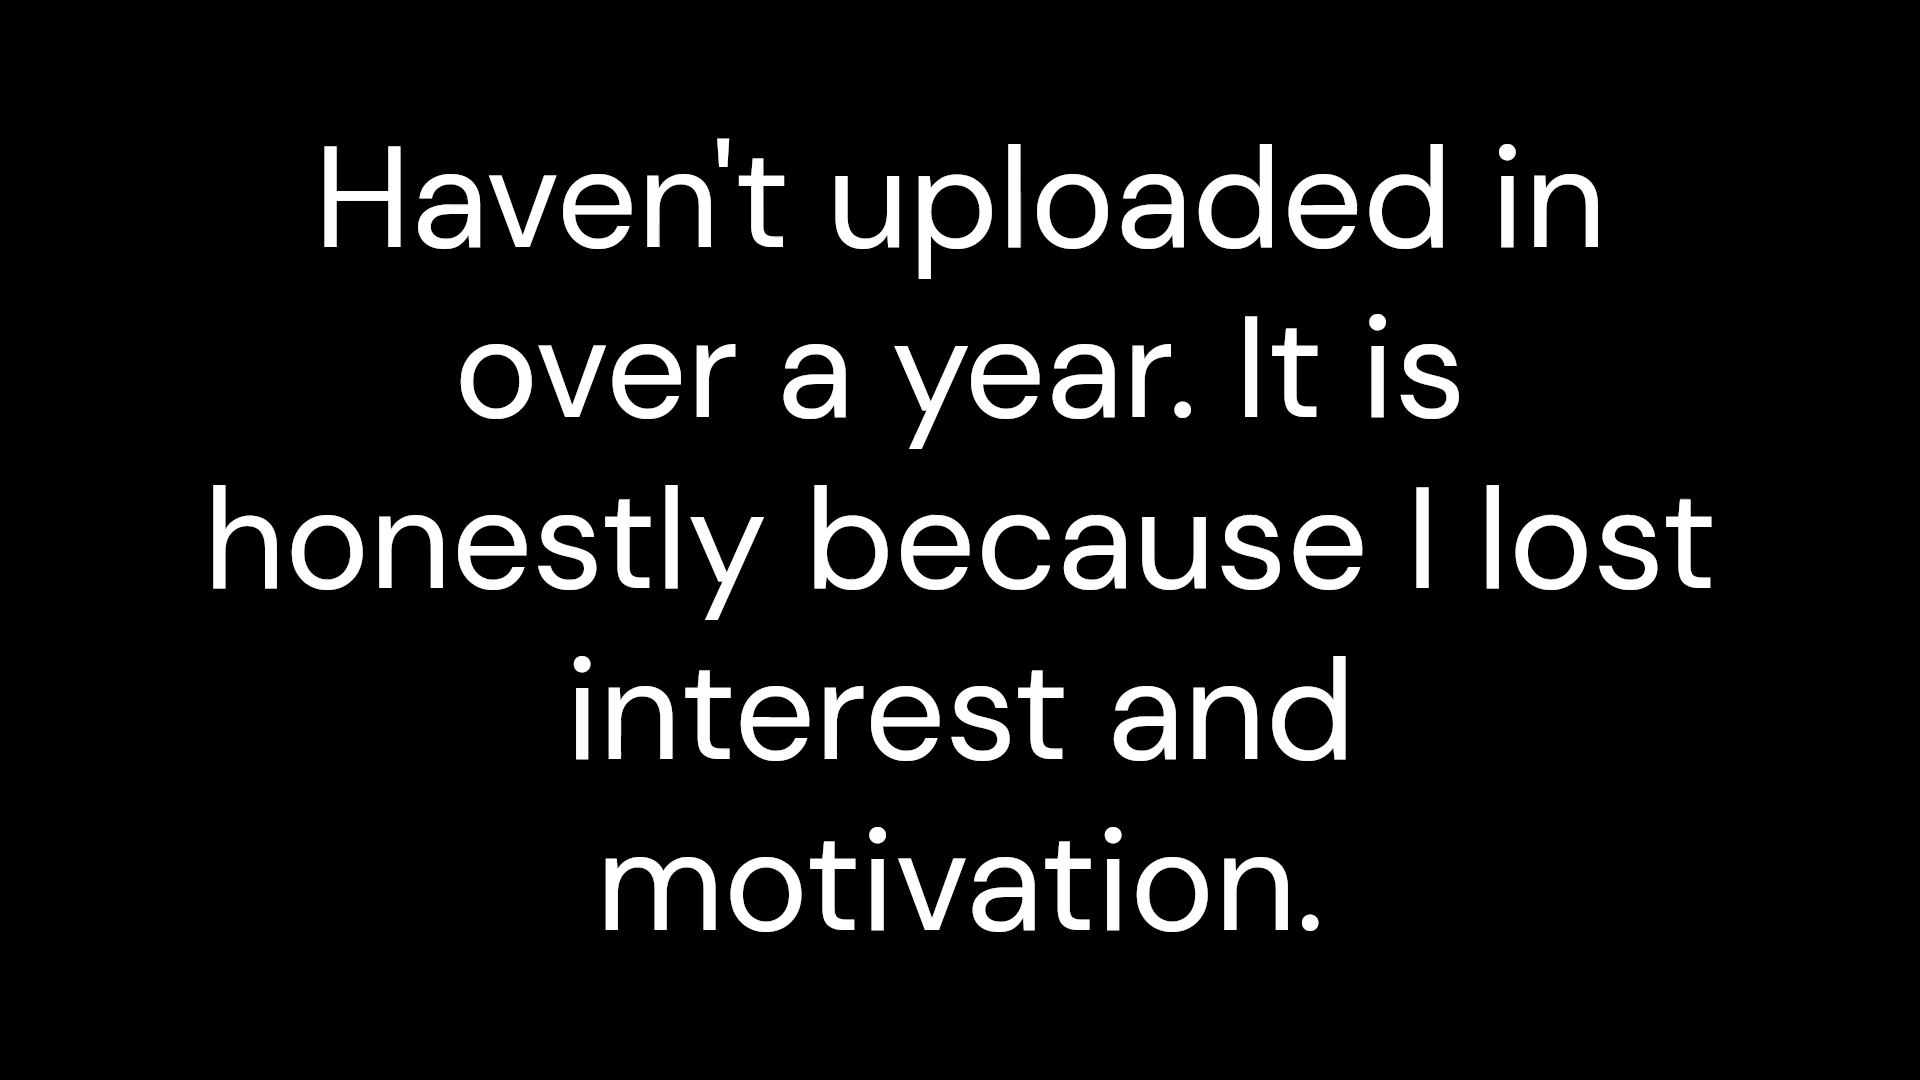 Haven't uploaded in
over a year. It is
honestly because I lost
interest and
motivation.